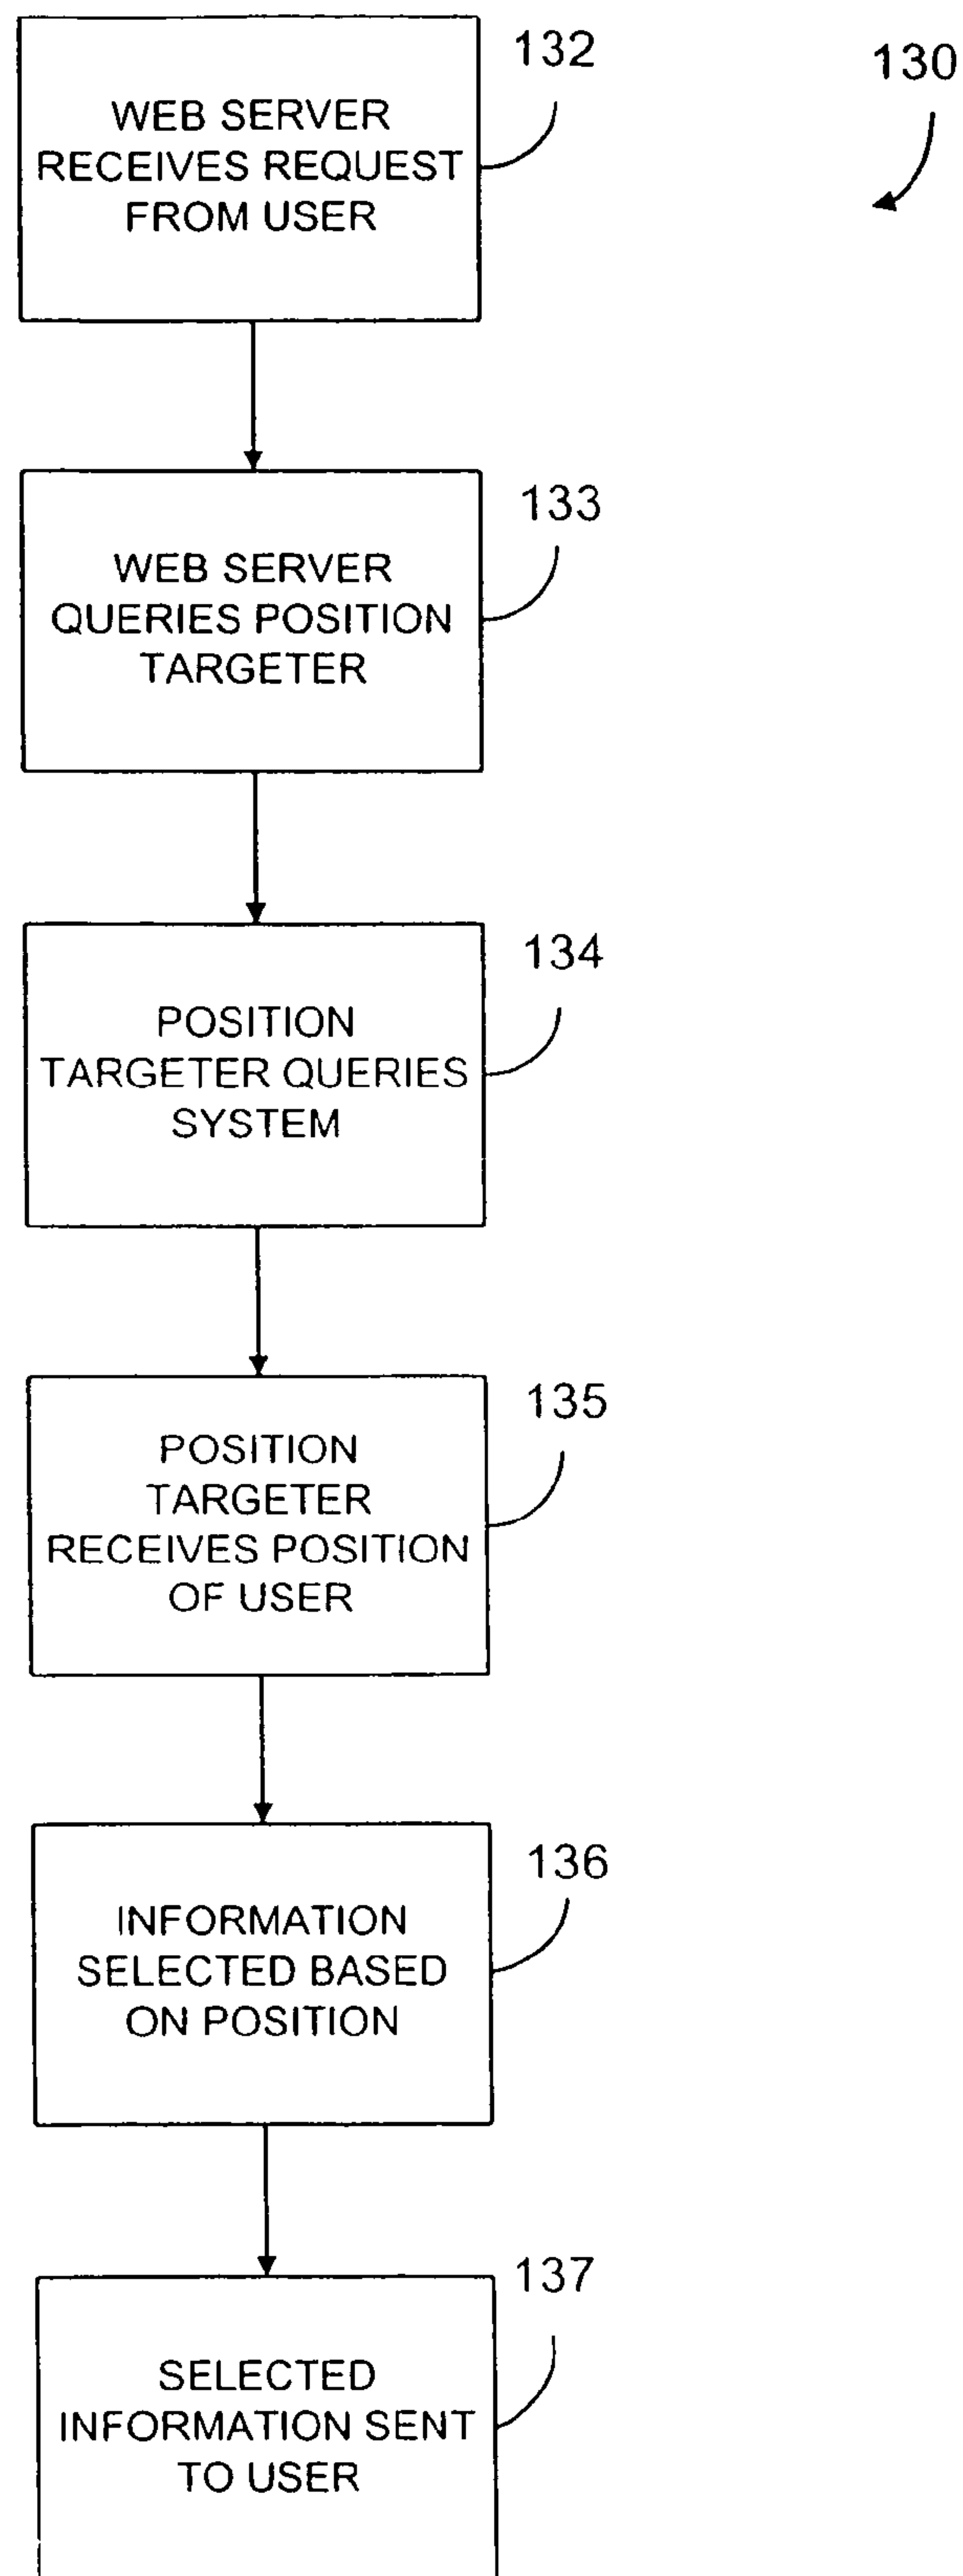 132
130
WEB SERVER
RECEIVES REQUEST
FROM USER
133
WEB SERVER
QUERIES POSITION
TARGETER
134
POSITION
TARGETER QUERIES
SYSTEM
135
POSITION
TARGETER
RECEIVES POSITION
OF USER
136
INFORMATION
SELECTED BASED
ON POSITION
137
SELECTED
INFORMATION SENT
TO USER